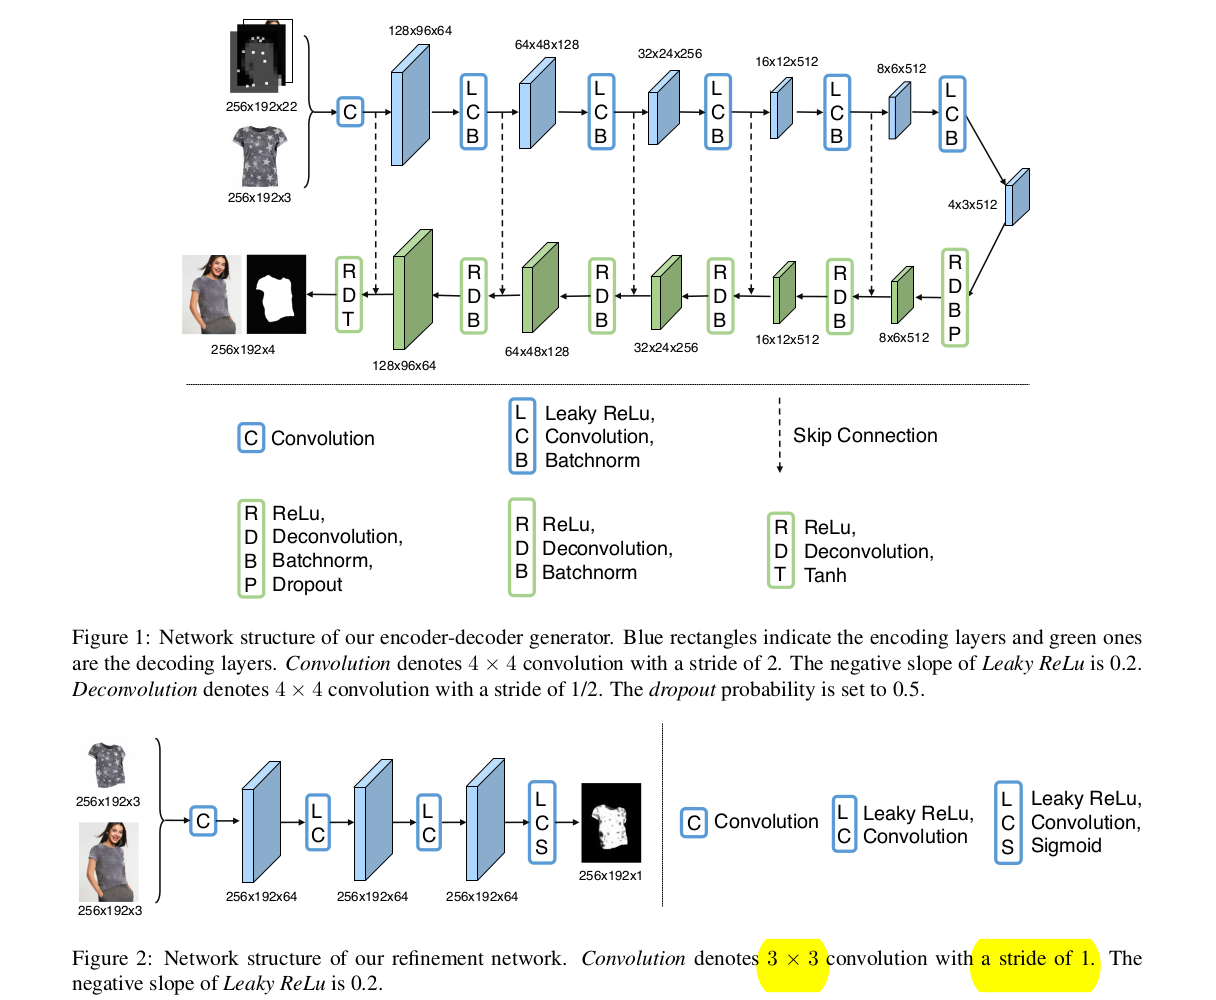 128x96x64
64x48x128
32x24x256
16x12x512
8x6x512
256x192x22
C
L
C
B
L
C
B
L
C
B
L
C
B
L
C
B
256x192x3
4x3x512
R
D
T
R
D
B
R
D
B
R
D
B
R
D
B
R
D
B
P
256x192x4
128x96x64
64x48x128
32x24x256
16x12x512
8x6x512
C Convolution
L Leaky ReLu,
C Convolution,
B Batchnorm
Skip Connection
R ReLu,
D Deconvolution,
B Batchnorm,
P Dropout
R ReLu,
D Deconvolution,
B Batchnorm
R ReLu,
D Deconvolution,
T Tanh
Figure 1: Network structure of our encoder-decoder generator. Blue rectangles indicate the encoding layers and green ones
are the decoding layers. Convolution denotes 4 × 4 convolution with a stride of 2. The negative slope of Leaky ReLu is 0.2.
Deconvolution denotes 4 × 4 convolution with a stride of 1/2. The dropout probability is set to 0.5.
256x192x3
256x192x3
C
L
C
L
C
L
C
S
256x192x64
256x192x64
256x192x64
256x192x1
C Convolution
L Leaky ReLu,
C Convolution
L Leaky ReLu,
C Convolution,
S Sigmoid
Figure 2: Network structure of our refinement network. Convolution denotes 3 × 3 convolution with a stride of 1. The
negative slope of Leaky ReLu is 0.2.